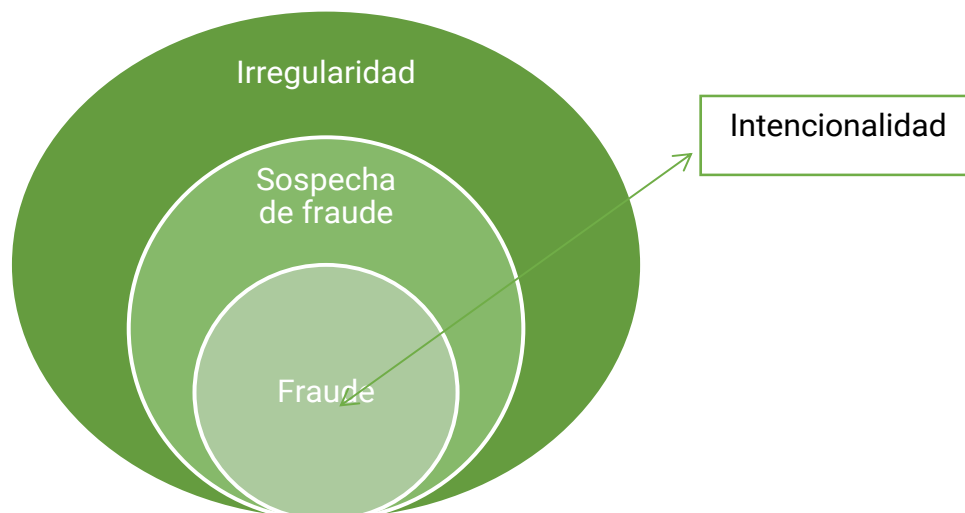 Irregularidad
Intencionalidad
Sospecha
de fraude
Fraude